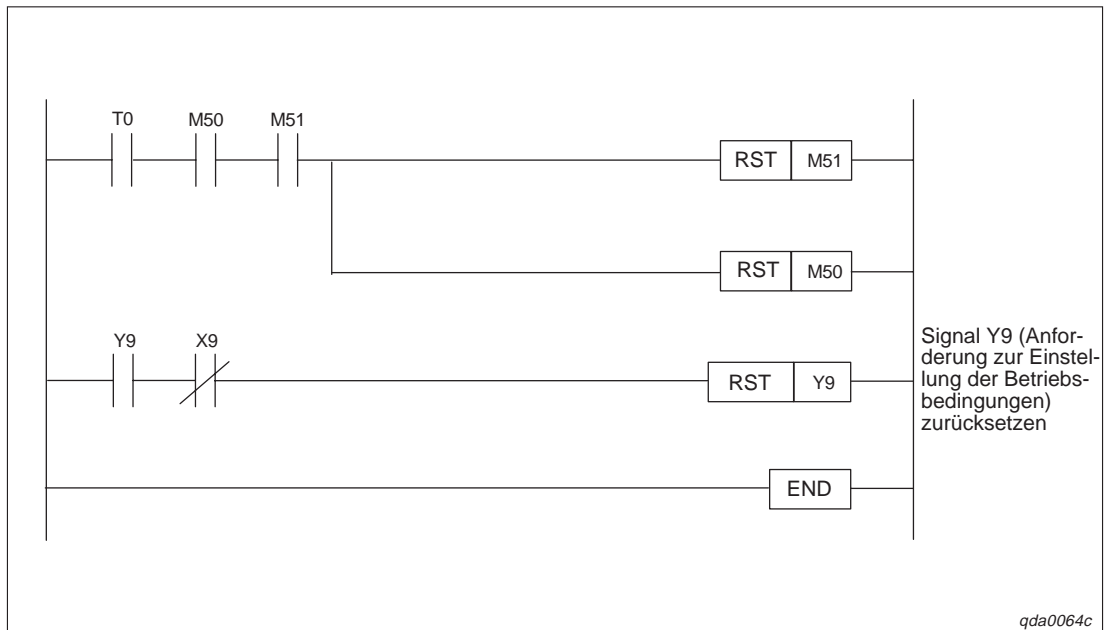 T0 M50 M51
RST M51
RST M50
Y9 X9
RST Y9
Signal Y9 (Anfor-
derung zur Einstel-
lung der Betriebs-
bedingungen)
zurücksetzen
END
qda0064c